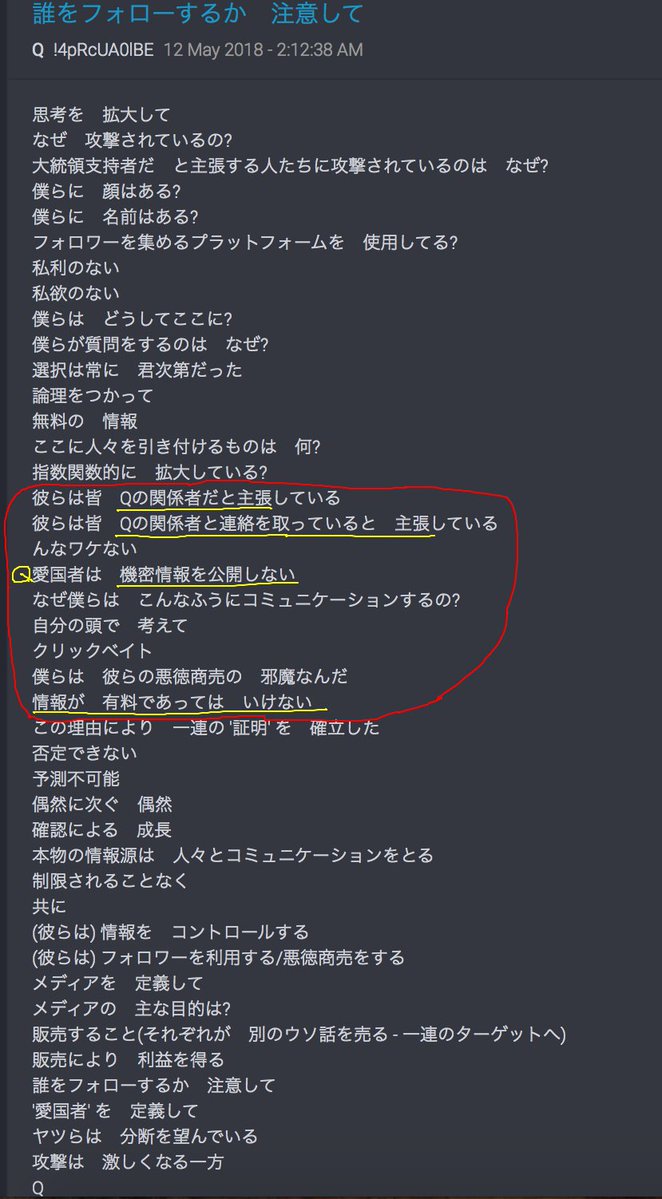 誰をフォローするか　注意して
Q !4pRcUA0lBE 12 May 2018 - 2:12:38 AM
思考を　拡大して
なぜ　攻撃されているの?
大統領支持者だ　と主張する人たちに攻撃されているのは　なぜ?
僕らに　顔はある?
僕らに　名前はある?
フォロワーを集めるプラットフォームを　使用してる?
私利のない
私欲のない
僕らは　どうしてここに?
僕らが質問をするのは　なぜ?
選択は常に　君次第だった
論理をつかって
無料の　情報
ここに人々を引き付けるものは　何?
指数関数的に　拡大している?
彼らは皆　Qの関係者だと主張している
彼らは皆　Qの関係者と連絡を取っていると　主張している
んなワケない
愛国者は　機密情報を公開しない
なぜ僕らは　こんなふうにコミュニケーションするの?
自分の頭で　考えて
クリックベイト
僕らは　彼らの悪徳商売の　邪魔なんだ
情報が　有料であっては　いけない
この理由により　一連の '証明' を　確立した
否定できない
予測不可能
偶然に次ぐ　偶然
確認による　成長
本物の情報源は　人々とコミュニケーションをとる
制限されることなく
共に
(彼らは) 情報を　コントロールする
(彼らは) フォロワーを利用する/悪徳商売をする
メディアを　定義して
メディアの　主な目的は?
販売すること(それぞれが　別のウソ話を売る - 一連のターゲットへ)
販売により　利益を得る
誰をフォローするか　注意して
'愛国者' を　定義して
ヤツらは　分断を望んでいる
攻撃は　激しくなる一方
Q